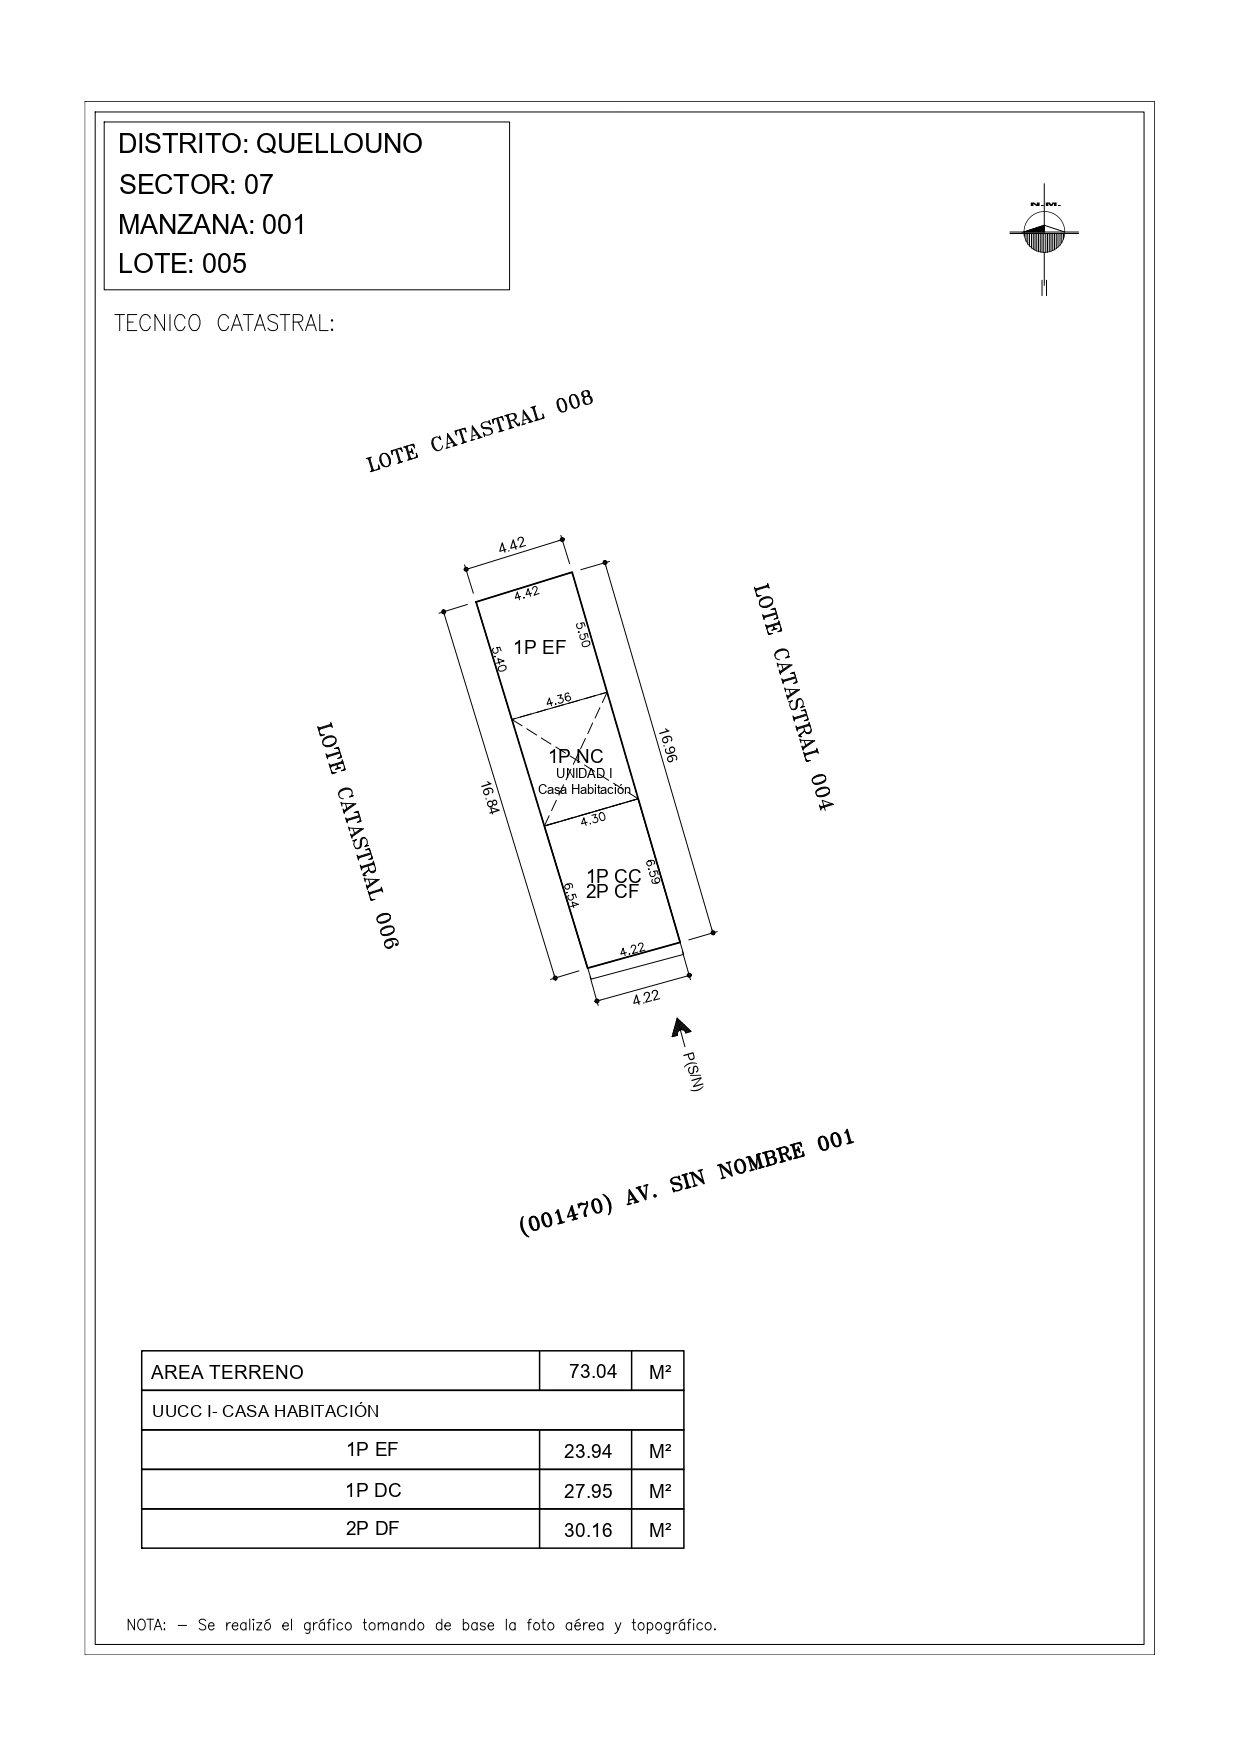 DISTRITO: QUELLOUNO
SECTOR: 07
MANZANA: 001
LOTE: 005
N.M.
TECNICO CATASTRAL:
LOTE CATASTRAL 008
4.42
4.42
5.50
5.40
1P EF
LOTE CATASTRAL 004
4.36
LOTE CATASTRAL 006
16.96
1P NC
UNIDAD I
Casa Habitación
16.84
4.30
6.59
1P CC
2P CF
6.54
4.22
4.22
P(S/N)
(001470) AV. SIN NOMBRE 001
AREA TERRENO 73.04 M²
UUCC I- CASA HABITACIÓN
1P EF 23.94 M²
1P DC 27.95 M²
2P DF 30.16 M²
NOTA: – Se realizó el gráfico tomando de base la foto aérea y topográfico.